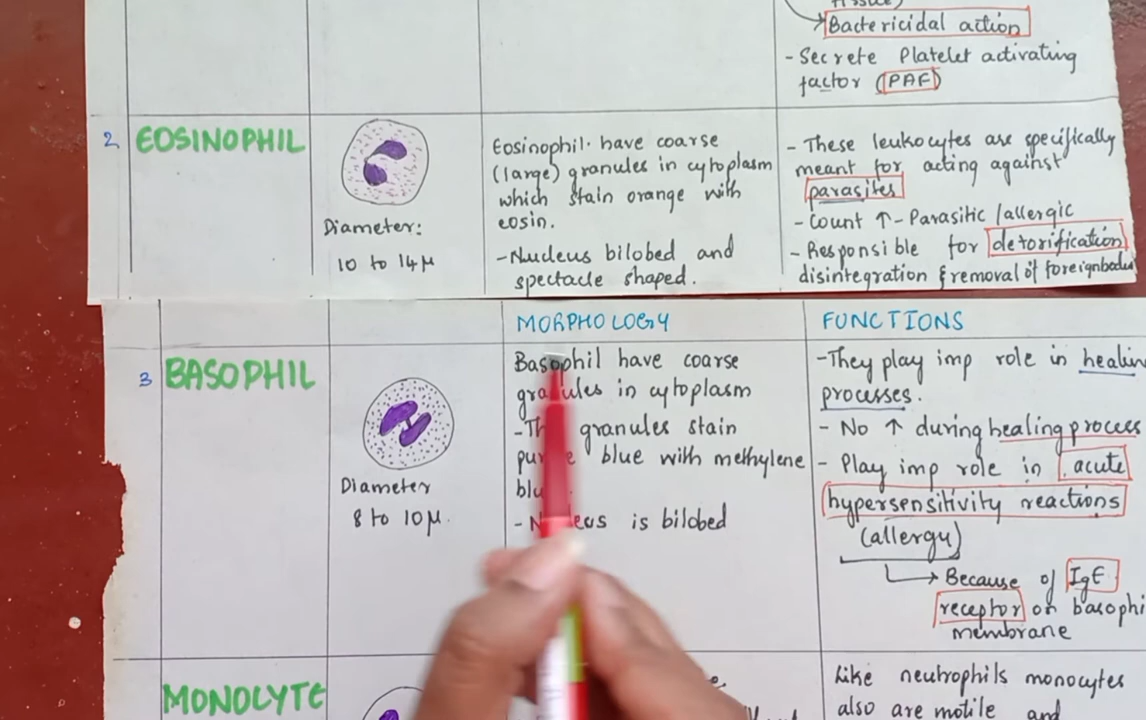 Bactericidal action
- Secrete Platelet activating
factor (PAF)
2 EOSINOPHIL
Diameter:
10 to 14μ
Eosinophil. have coarse
(large) granules in cytoplasm
which stain orange with
eosin.
- Nucleus bilobed and
spectacle shaped.
- These leukocytes are specifically
meant for acting against
parasites
- Count ↑ - Parasitic /allergic
- Responsible for detoxification
disintegration & removal of foreign
MORPHOLOGY
FUNCTIONS
3 BASOPHIL
Diameter
8 to 10μ.
Basophil have coarse
granules in cytoplasm
granules stain
blue with methylene
- is bilobed
- They play imp role in
processes.
- No ↑ during healing process
- Play imp role in acute
hypersensitivity reactions
(allergy)
→ Because of IgE
receptor on
membrane
MONOLYTE
Like neutrophils monocytes
also are motile and